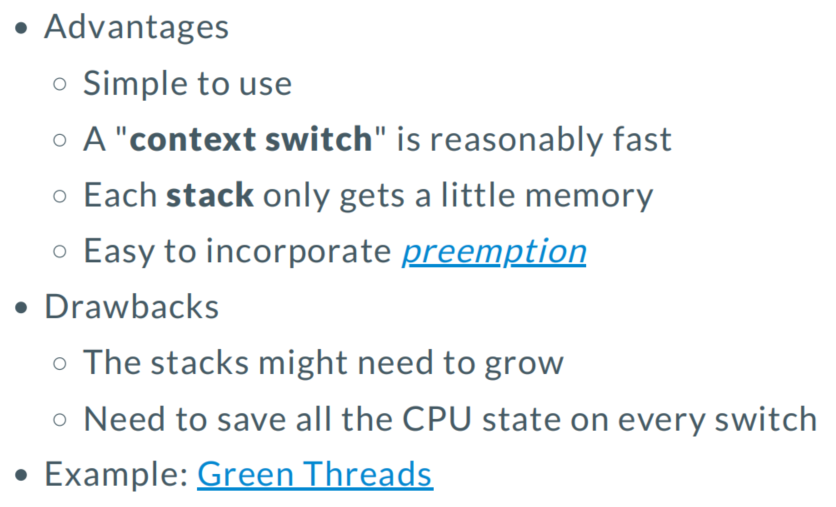 Advantages
Simple to use
A "context switch" is reasonably fast
Each stack only gets a little memory
Easy to incorporate preemption
Drawbacks
The stacks might need to grow
Need to save all the CPU state on every switch
Example: Green Threads